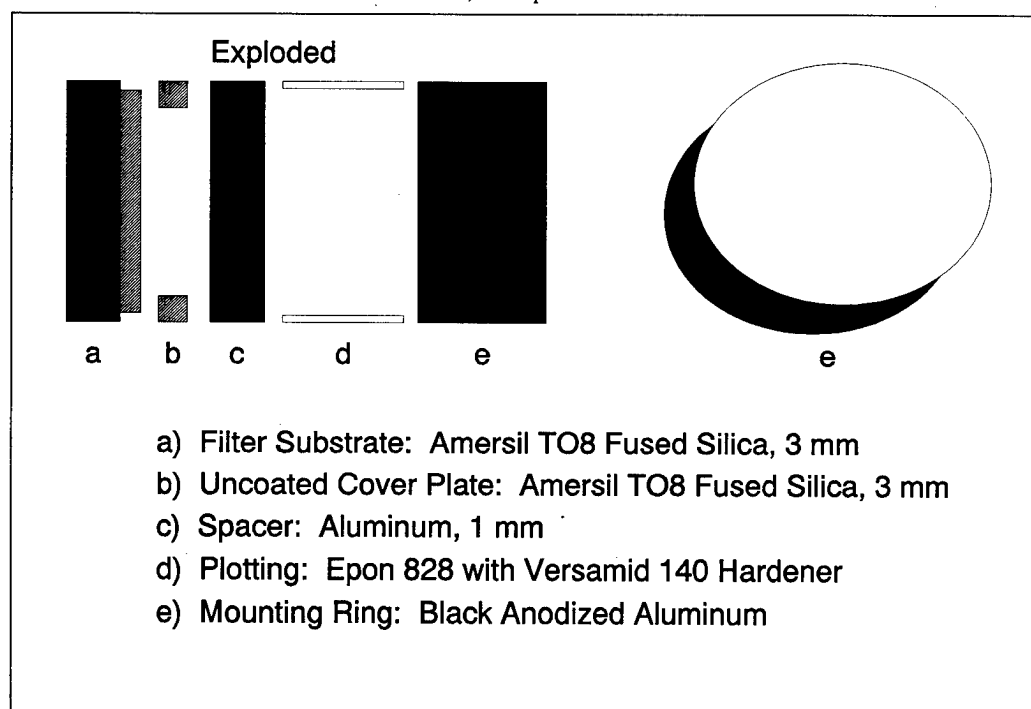 Exploded
a b c d e e
a) Filter Substrate: Amersil TO8 Fused Silica, 3 mm
b) Uncoated Cover Plate: Amersil TO8 Fused Silica, 3 mm
c) Spacer: Aluminum, 1 mm
d) Plotting: Epon 828 with Versamid 140 Hardener
e) Mounting Ring: Black Anodized Aluminum